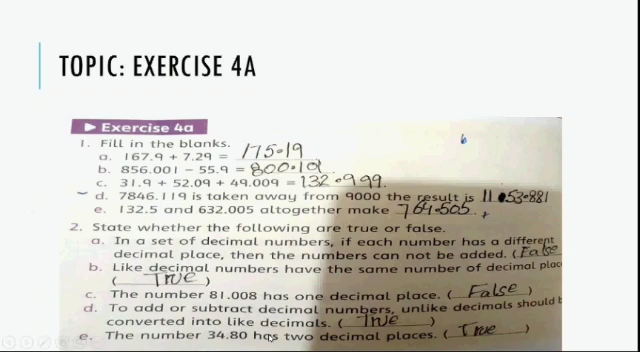 TOPIC: EXERCISE 4A
Exercise 4a
6
1. Fill in the blanks.
a. 167.9 + 7.29 = 175.19
b. 856.001 – 55.9 = 800.101
c. 31.9 + 52.09 + 49.009 = 132.999.
d. 7846.119 is taken away from 9000 the result is 1153.881
e. 132.5 and 632.005 altogether make 764.505.
2. State whether the following are true or false.
a. In a set of decimal numbers, if each number has a different
decimal place, then the numbers can not be added. (False
b. Like decimal numbers have the same number of decimal plac
( True )
c. The number 81.008 has one decimal place. ( False )
d. To add or subtract decimal numbers, unlike decimals should b
converted into like decimals. ( True )
e. The number 34.80 has two decimal places. ( True )